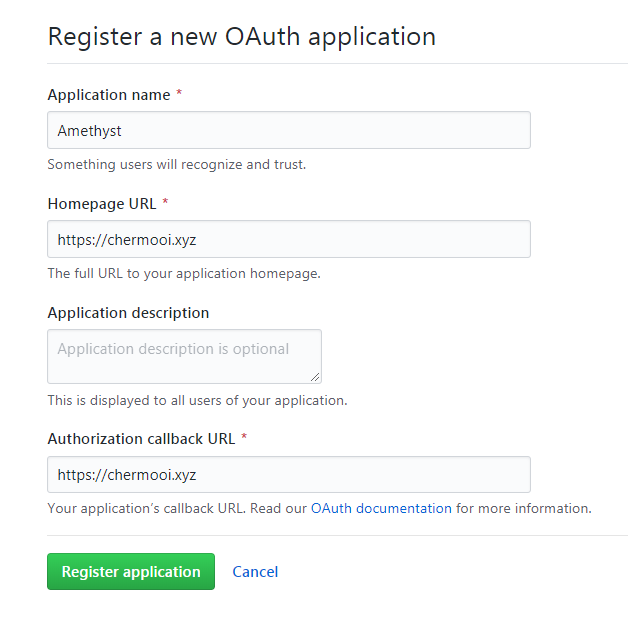 Register a new OAuth application
Application name *
Amethyst
Something users will recognize and trust.
Homepage URL *
https://chermooi.xyz
The full URL to your application homepage.
Application description
Application description is optional
This is displayed to all users of your application.
Authorization callback URL *
https://chermooi.xyz
Your application’s callback URL. Read our OAuth documentation for more information.
Register application Cancel